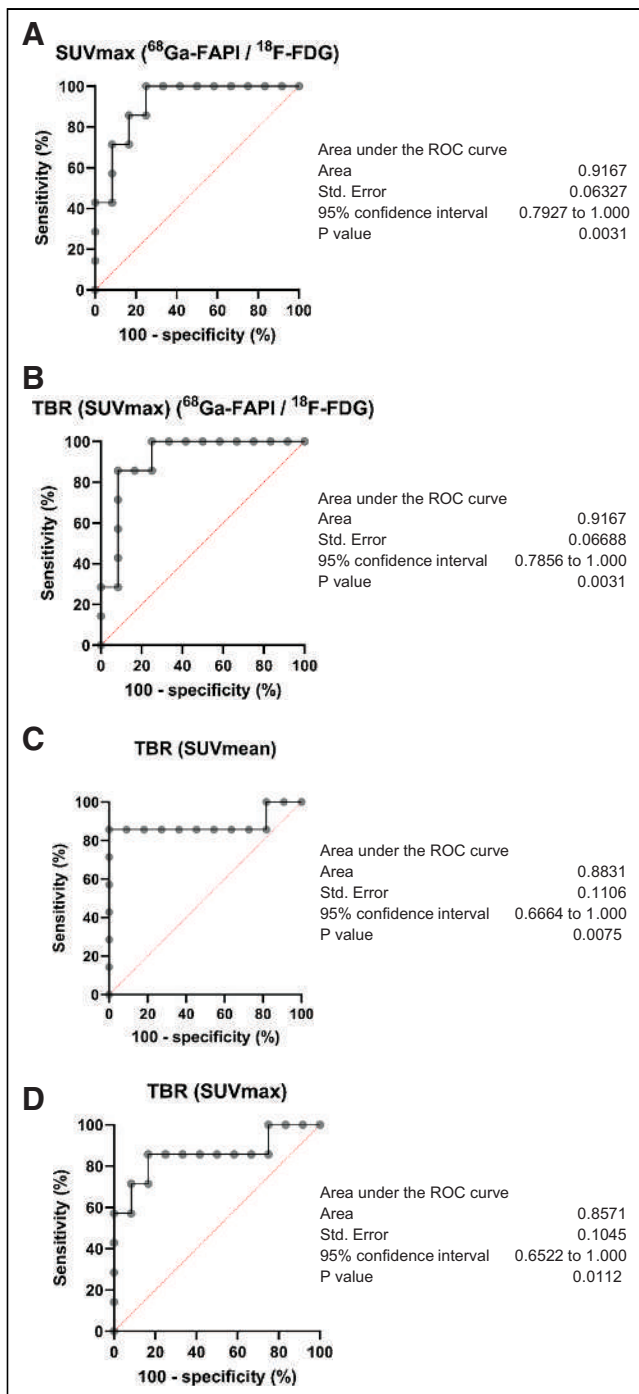 A
SUVmax (⁶⁸Ga-FAPI / ¹⁸F-FDG)
Sensitivity (%)
100
80
60
40
20
0
0 20 40 60 80 100
100 - specificity (%)
Area under the ROC curve
Area 0.9167
Std. Error 0.06327
95% confidence interval 0.7927 to 1.000
P value 0.0031
B
TBR (SUVmax) (⁶⁸Ga-FAPI / ¹⁸F-FDG)
Sensitivity (%)
100
80
60
40
20
0
0 20 40 60 80 100
100 - specificity (%)
Area under the ROC curve
Area 0.9167
Std. Error 0.06688
95% confidence interval 0.7856 to 1.000
P value 0.0031
C
TBR (SUVmean)
Sensitivity (%)
100
80
60
40
20
0
0 20 40 60 80 100
100 - specificity (%)
Area under the ROC curve
Area 0.8831
Std. Error 0.1106
95% confidence interval 0.6664 to 1.000
P value 0.0075
D
TBR (SUVmax)
Sensitivity (%)
100
80
60
40
20
0
0 20 40 60 80 100
100 - specificity (%)
Area under the ROC curve
Area 0.8571
Std. Error 0.1045
95% confidence interval 0.6522 to 1.000
P value 0.0112